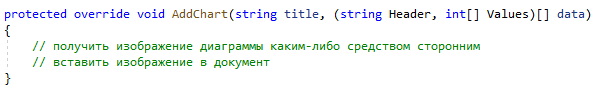 protected override void AddChart(string title, (string Header, int[] Values)[] data)
{
// получить изображение диаграммы каким-либо средством сторонним
// вставить изображение в документ
}